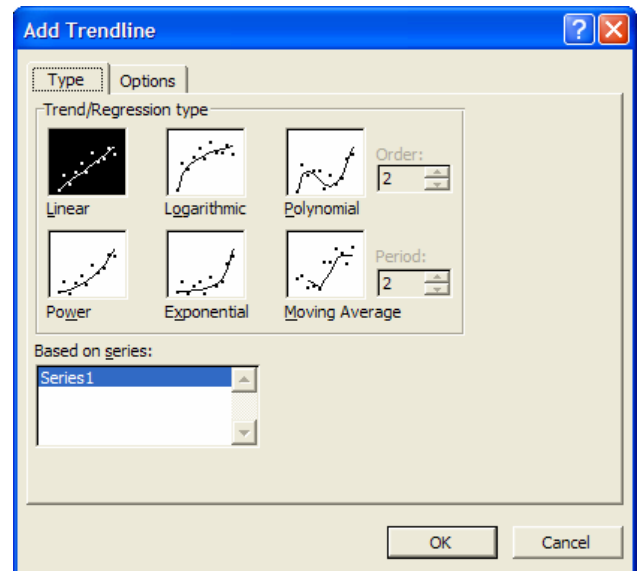 Add Trendline
Type Options
Trend/Regression type
Order:
2
Linear Logarithmic Polynomial
Period:
2
Power Exponential Moving Average
Based on series:
Series1
OK Cancel